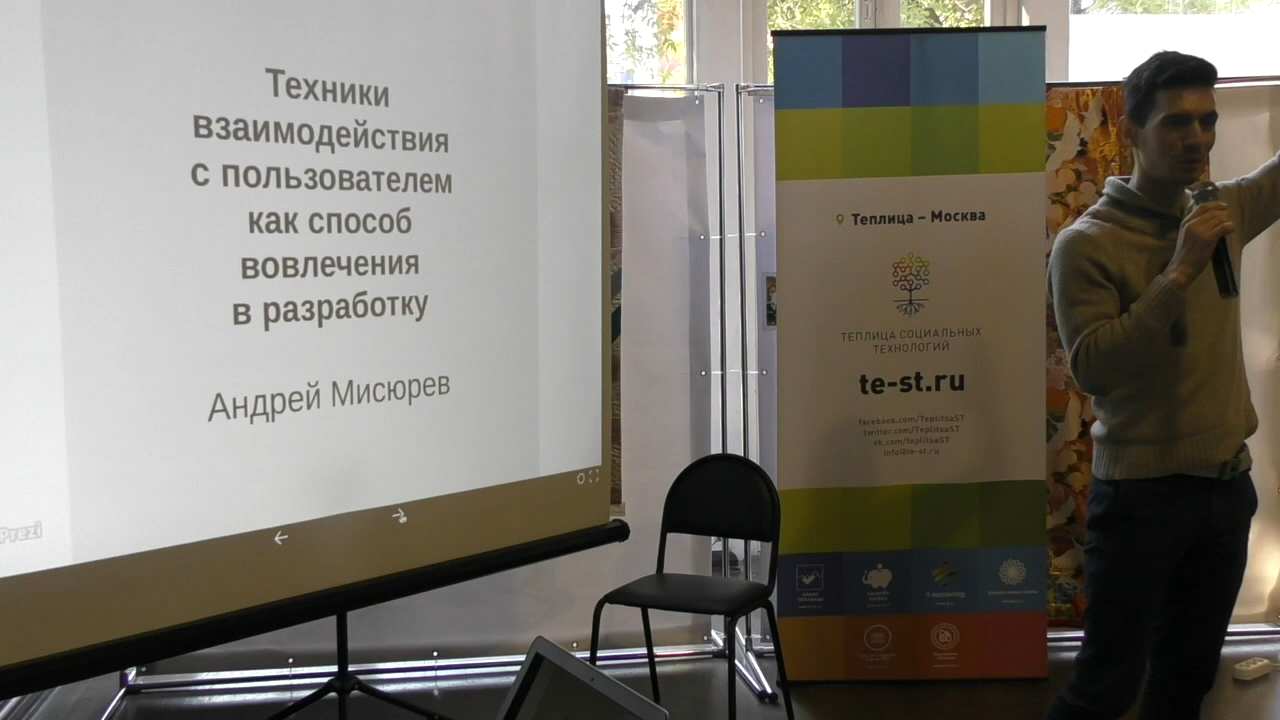 Техники
взаимодействия
с пользователем
как способ
вовлечения
в разработку
Андрей Мисюрев
Prezi
Теплица – Москва
ТЕПЛИЦА СОЦИАЛЬНЫХ
ТЕХНОЛОГИЙ
te-st.ru
facebook.com/TeplitsaST
twitter.com/TeplitsaST
vk.com/teplitsaST
info@te-st.ru